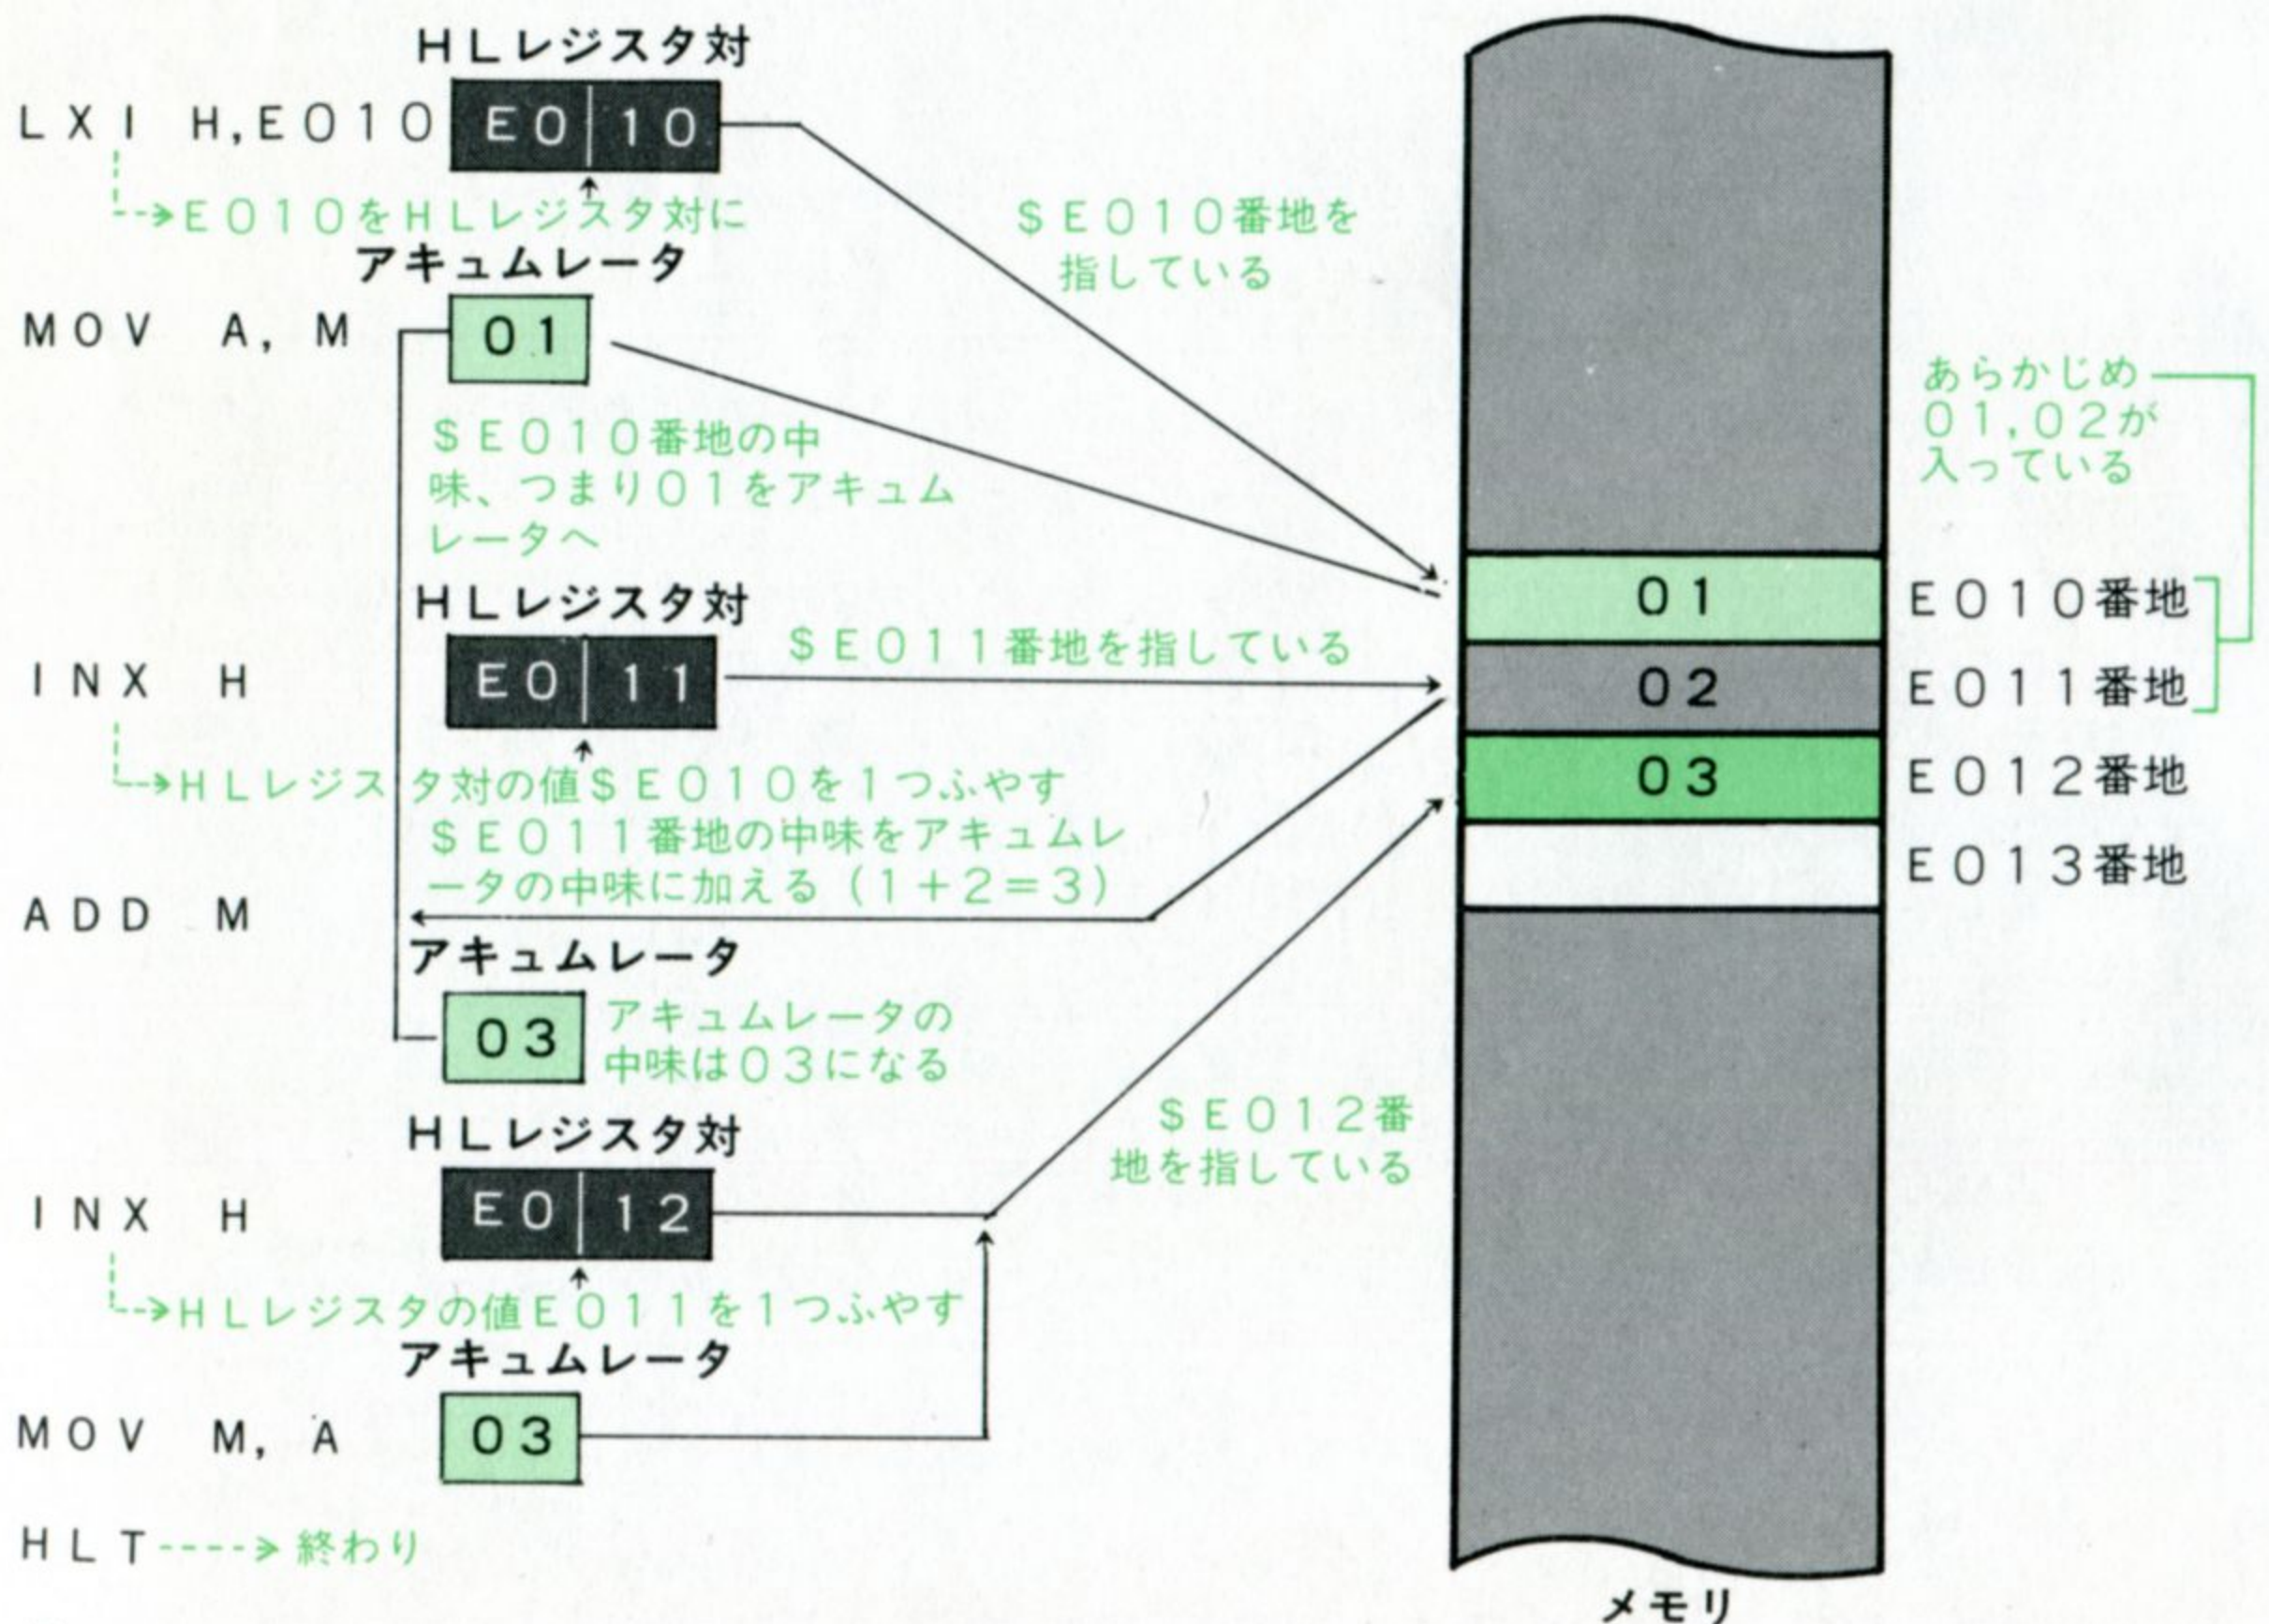 HLレジスタ対
LXI H,E010 E0 10
E010をHLレジスタ対に
$E010番地を
指している
アキュムレータ
MOV A, M 01
$E010番地の中
味、つまり01をアキュム
レータへ
HLレジスタ対
INX H E0 11
$E011番地を指している
HLレジスタ対の値$E010を1つふやす
$E011番地の中味をアキュムレ
ータの中味に加える（1+2=3）
ADD M
アキュムレータ
03
アキュムレータの
中味は03になる
HLレジスタ対
INX H E0 12
$E012番
地を指している
HLレジスタの値E011を1つふやす
アキュムレータ
MOV M, A 03
HLT 終わり
あらかじめ
01,02が
入っている
01 E010番地
02 E011番地
03 E012番地
E013番地
メモリ